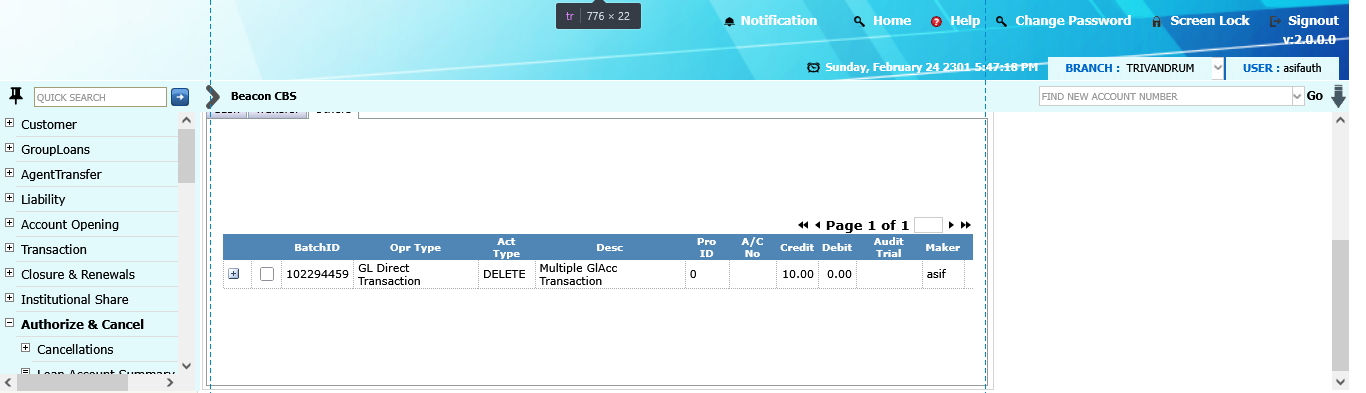 tr 776 × 22
Notification Home Help Change Password Screen Lock Signout
v:2.0.0.0
Sunday, February 24 2301 5:47:18 PM BRANCH : TRIVANDRUM USER : asifauth
QUICK SEARCH Beacon CBS FIND NEW ACCOUNT NUMBER Go
Customer
GroupLoans
AgentTransfer
Liability
Account Opening
Transaction
Closure & Renewals
Institutional Share
Authorize & Cancel
Cancellations
Loan Account Summary
Cash Transfer Others
Page 1 of 1
BatchID Opr Type Act Type Desc Pro ID A/C No Credit Debit Audit Trial Maker
102294459 GL Direct Transaction DELETE Multiple GlAcc Transaction 0 10.00 0.00 asif